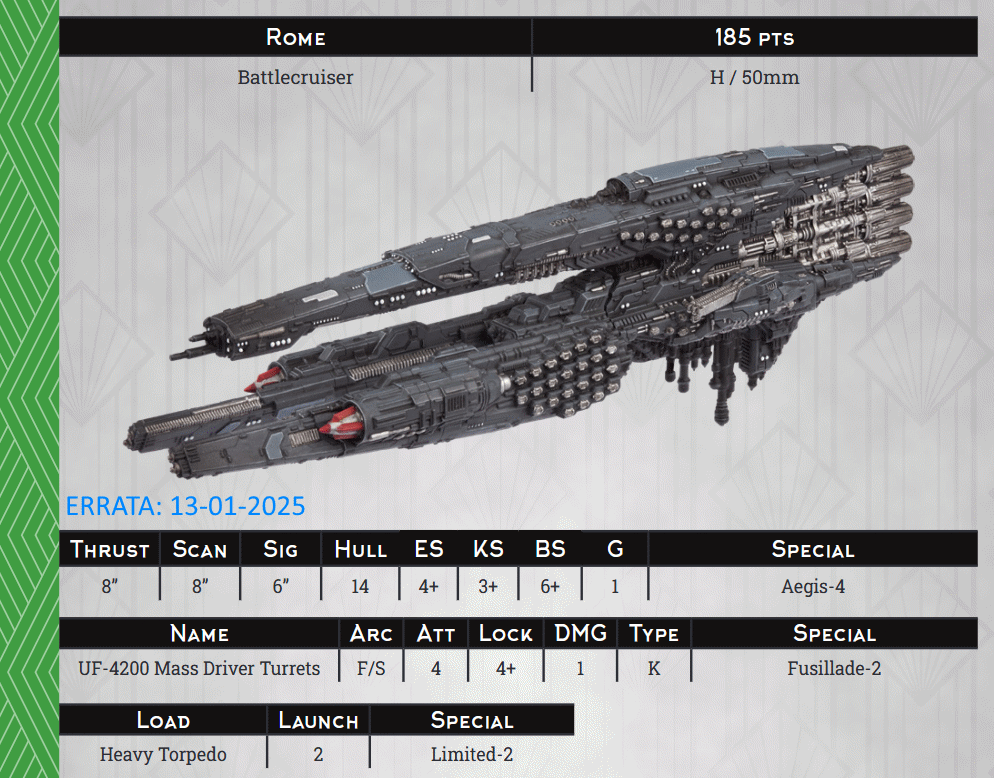 Rome 185 pts
Battlecruiser H / 50mm
ERRATA: 13-01-2025
Thrust Scan Sig Hull ES KS BS G Special
8” 8” 6” 14 4+ 3+ 6+ 1 Aegis-4
Name Arc Att Lock DMG Type Special
UF-4200 Mass Driver Turrets F/S 4 4+ 1 K Fusillade-2
Load Launch Special
Heavy Torpedo 2 Limited-2